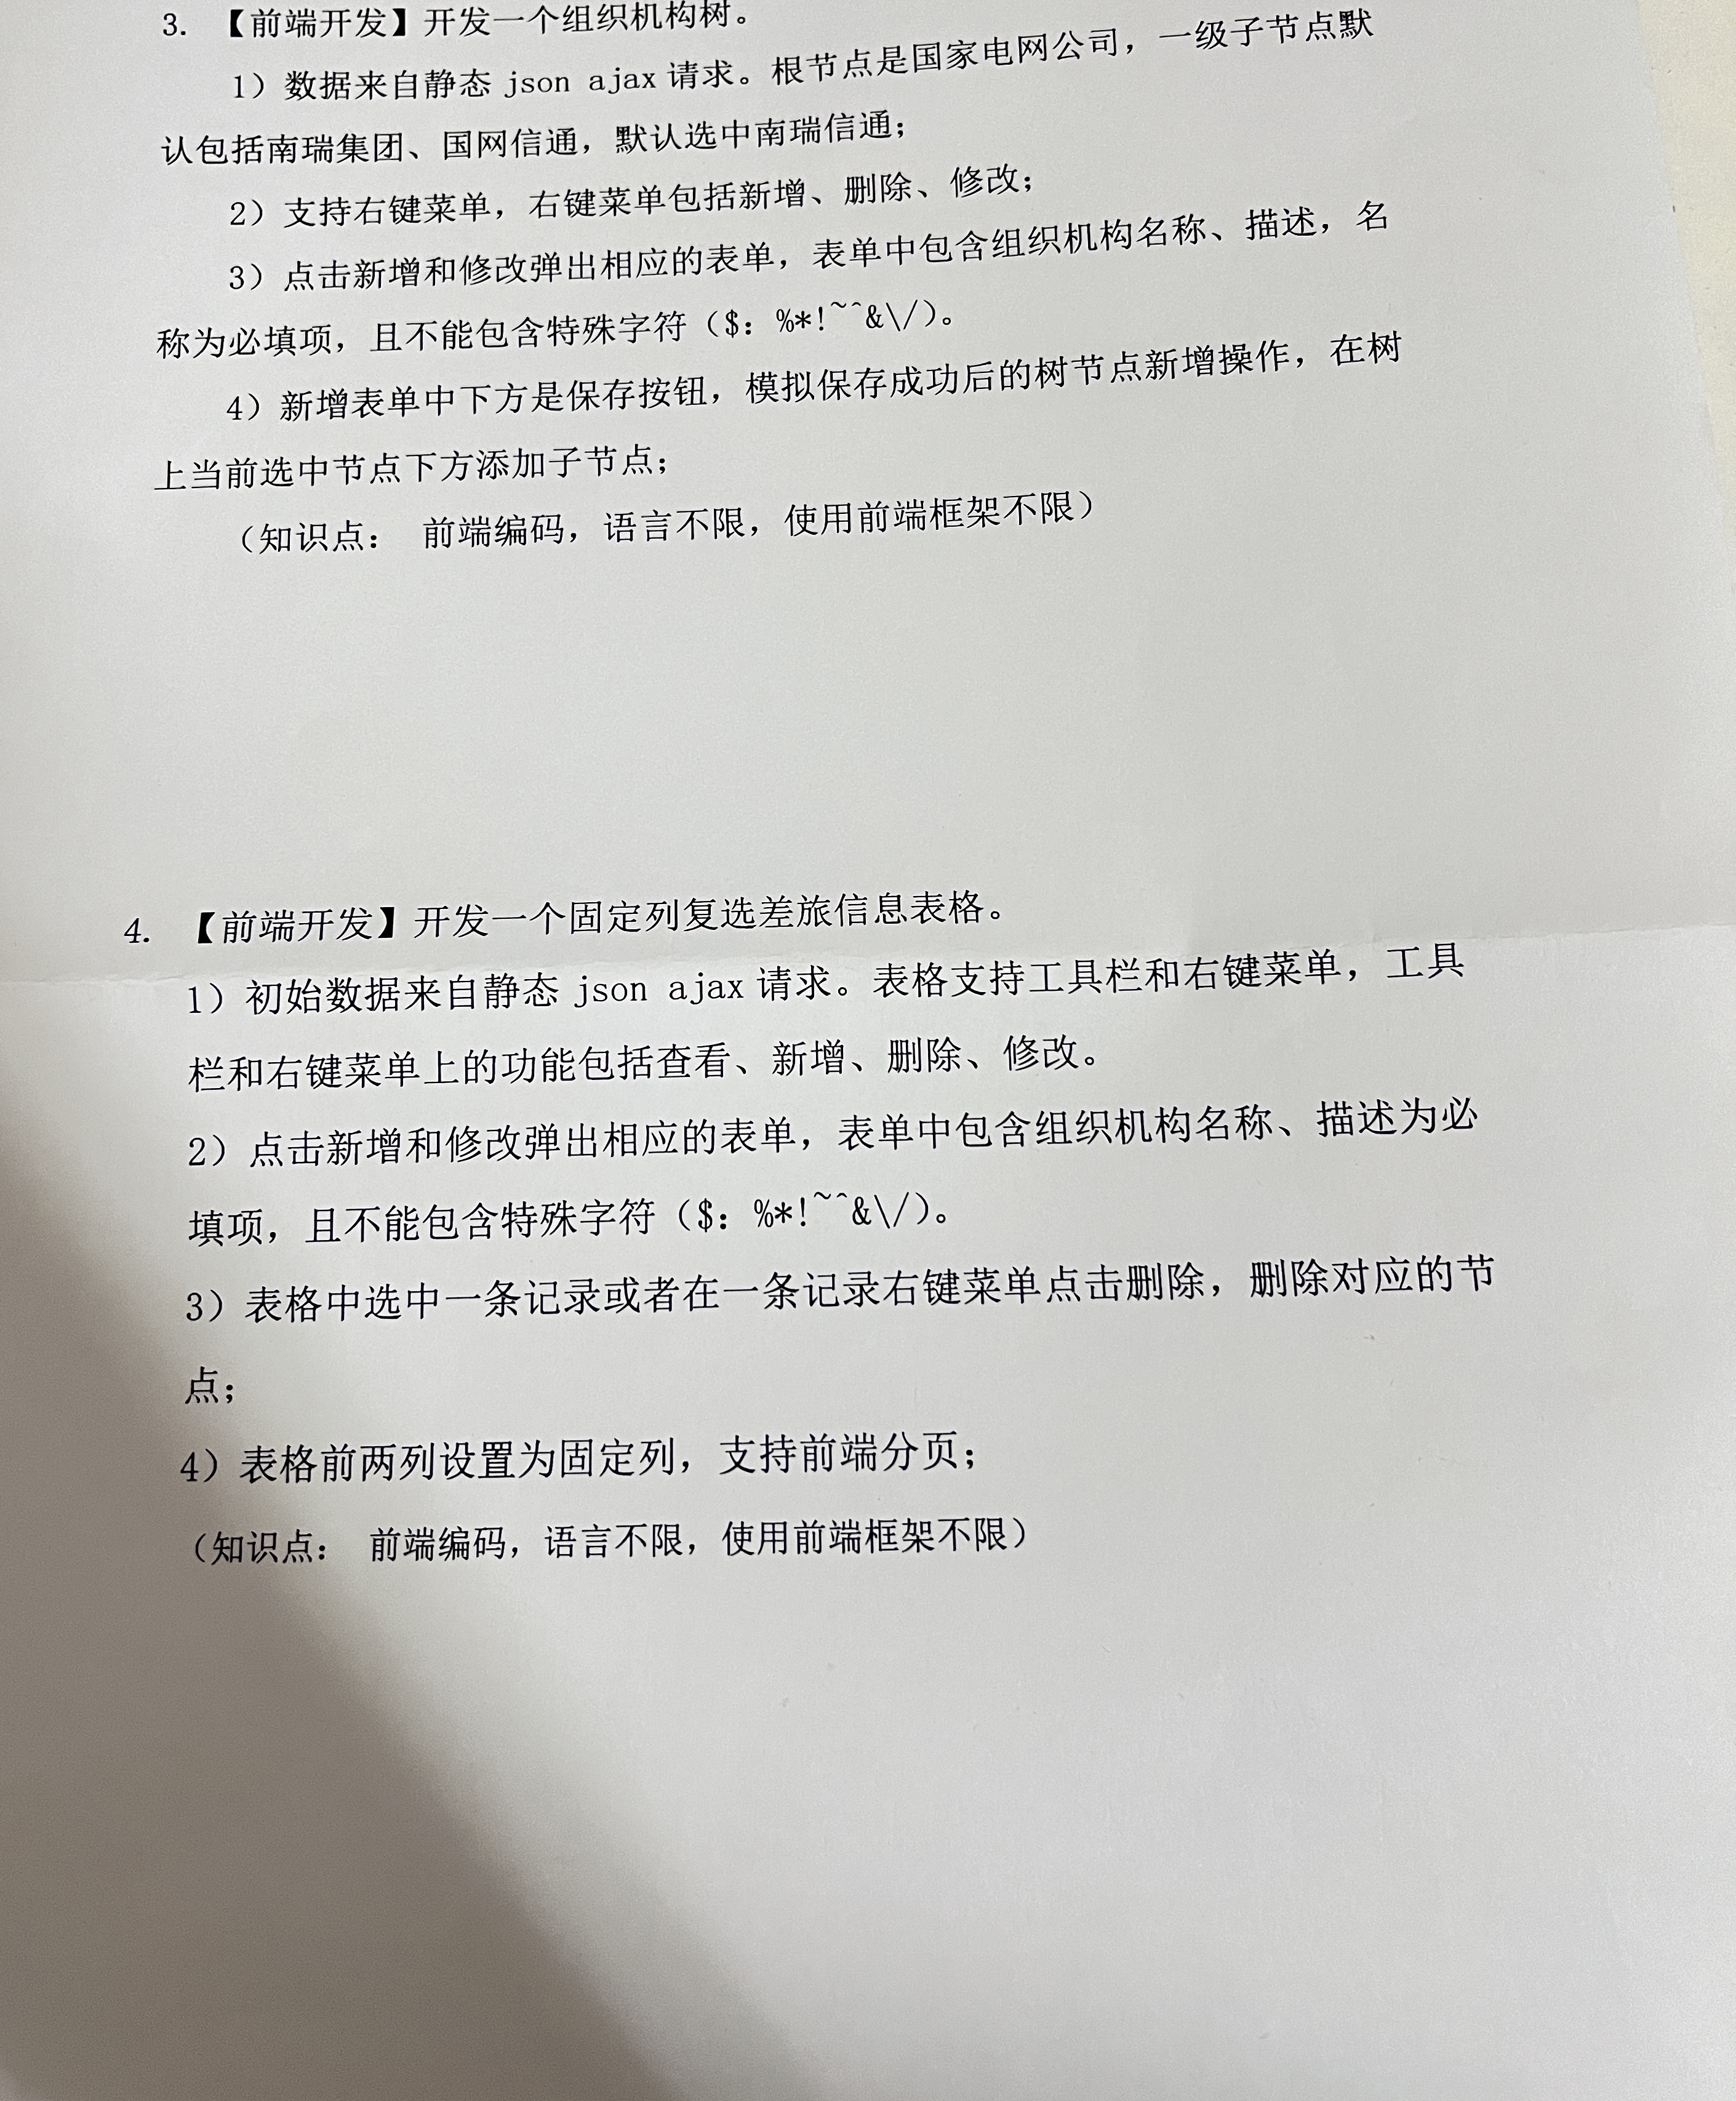 3. 【前端开发】开发一个组织机构树。
1）数据来自静态 json ajax 请求。根节点是国家电网公司，一级子节点默
认包括南瑞集团、国网信通，默认选中南瑞信通；
2）支持右键菜单，右键菜单包括新增、删除、修改；
3）点击新增和修改弹出相应的表单，表单中包含组织机构名称、描述，名
称为必填项，且不能包含特殊字符（$：%*!~^&\/）。
4）新增表单中下方是保存按钮，模拟保存成功后的树节点新增操作，在树
上当前选中节点下方添加子节点；
（知识点： 前端编码，语言不限，使用前端框架不限）
4. 【前端开发】开发一个固定列复选差旅信息表格。
1）初始数据来自静态 json ajax 请求。表格支持工具栏和右键菜单，工具
栏和右键菜单上的功能包括查看、新增、删除、修改。
2）点击新增和修改弹出相应的表单，表单中包含组织机构名称、描述为必
填项，且不能包含特殊字符（$：%*!~^&\/）。
3）表格中选中一条记录或者在一条记录右键菜单点击删除，删除对应的节
点；
4）表格前两列设置为固定列，支持前端分页；
（知识点： 前端编码，语言不限，使用前端框架不限）